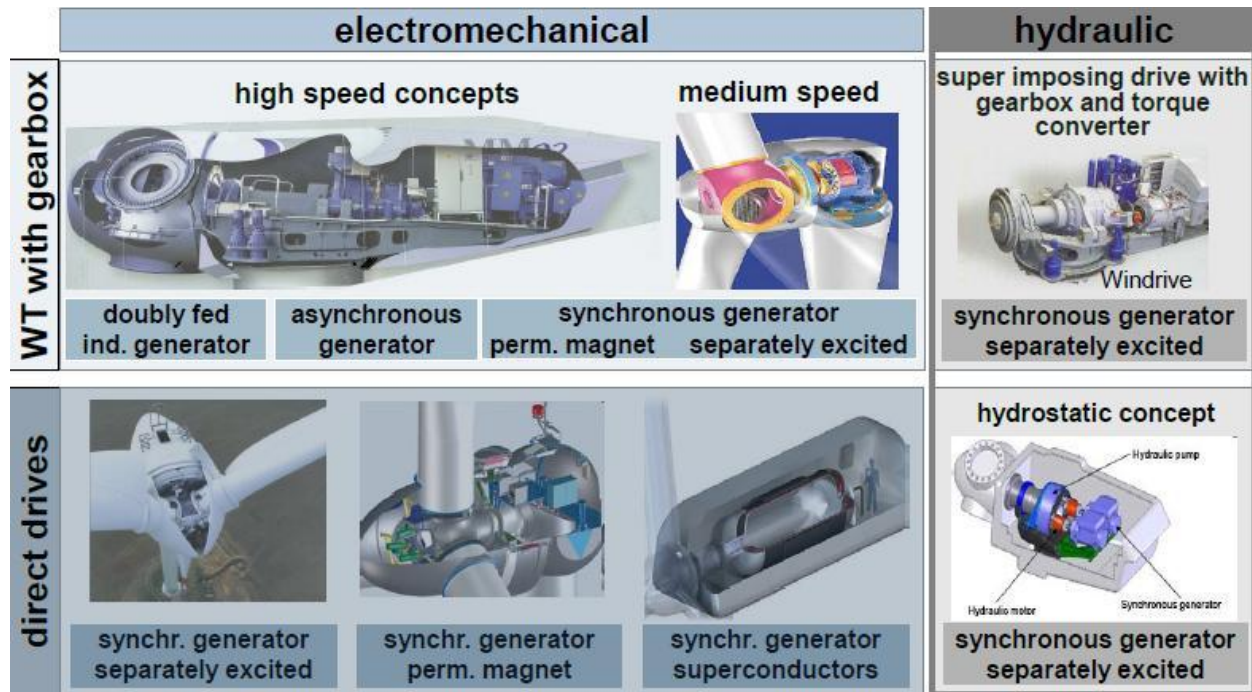 electromechanical
hydraulic
WT with gearbox
high speed concepts
medium speed
super imposing drive with
gearbox and torque
converter
Windrive
doubly fed
ind. generator
asynchronous
generator
synchronous generator
perm. magnet separately excited
synchronous generator
separately excited
direct drives
hydrostatic concept
Hydraulic pump
Hydraulic motor
Synchronous generator
synchr. generator
separately excited
synchr. generator
perm. magnet
synchr. generator
superconductors
synchronous generator
separately excited